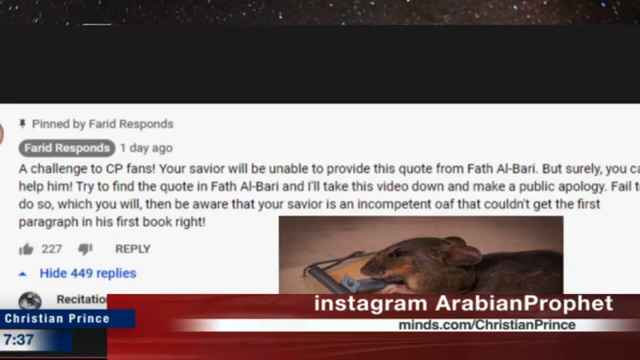 Pinned by Farid Responds
Farid Responds 1 day ago
A challenge to CP fans! Your savior will be unable to provide this quote from Fath Al-Bari. But surely, you ca
help him! Try to find the quote in Fath Al-Bari and I'll take this video down and make a public apology. Fail t
do so, which you will, then be aware that your savior is an incompetent oaf that couldn't get the first
paragraph in his first book right!
227 REPLY
Hide 449 replies
Recitation
instagram ArabianProphet
Christian Prince
minds.com/ChristianPrince
7:37